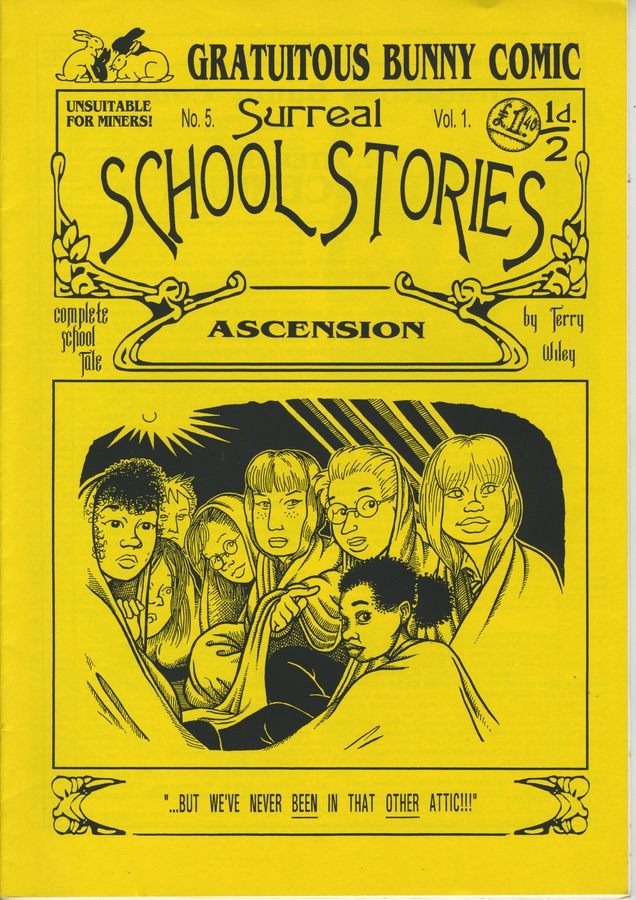 GRATUITOUS BUNNY COMIC
UNSUITABLE
FOR MINERS!
No. 5.
Surreal
Vol. 1.
£1.40
1d.
2
SCHOOL STORIES
complete
school
Tale
ASCENSION
by Terry
Wiley
"...BUT WE'VE NEVER BEEN IN THAT OTHER ATTIC!!!"